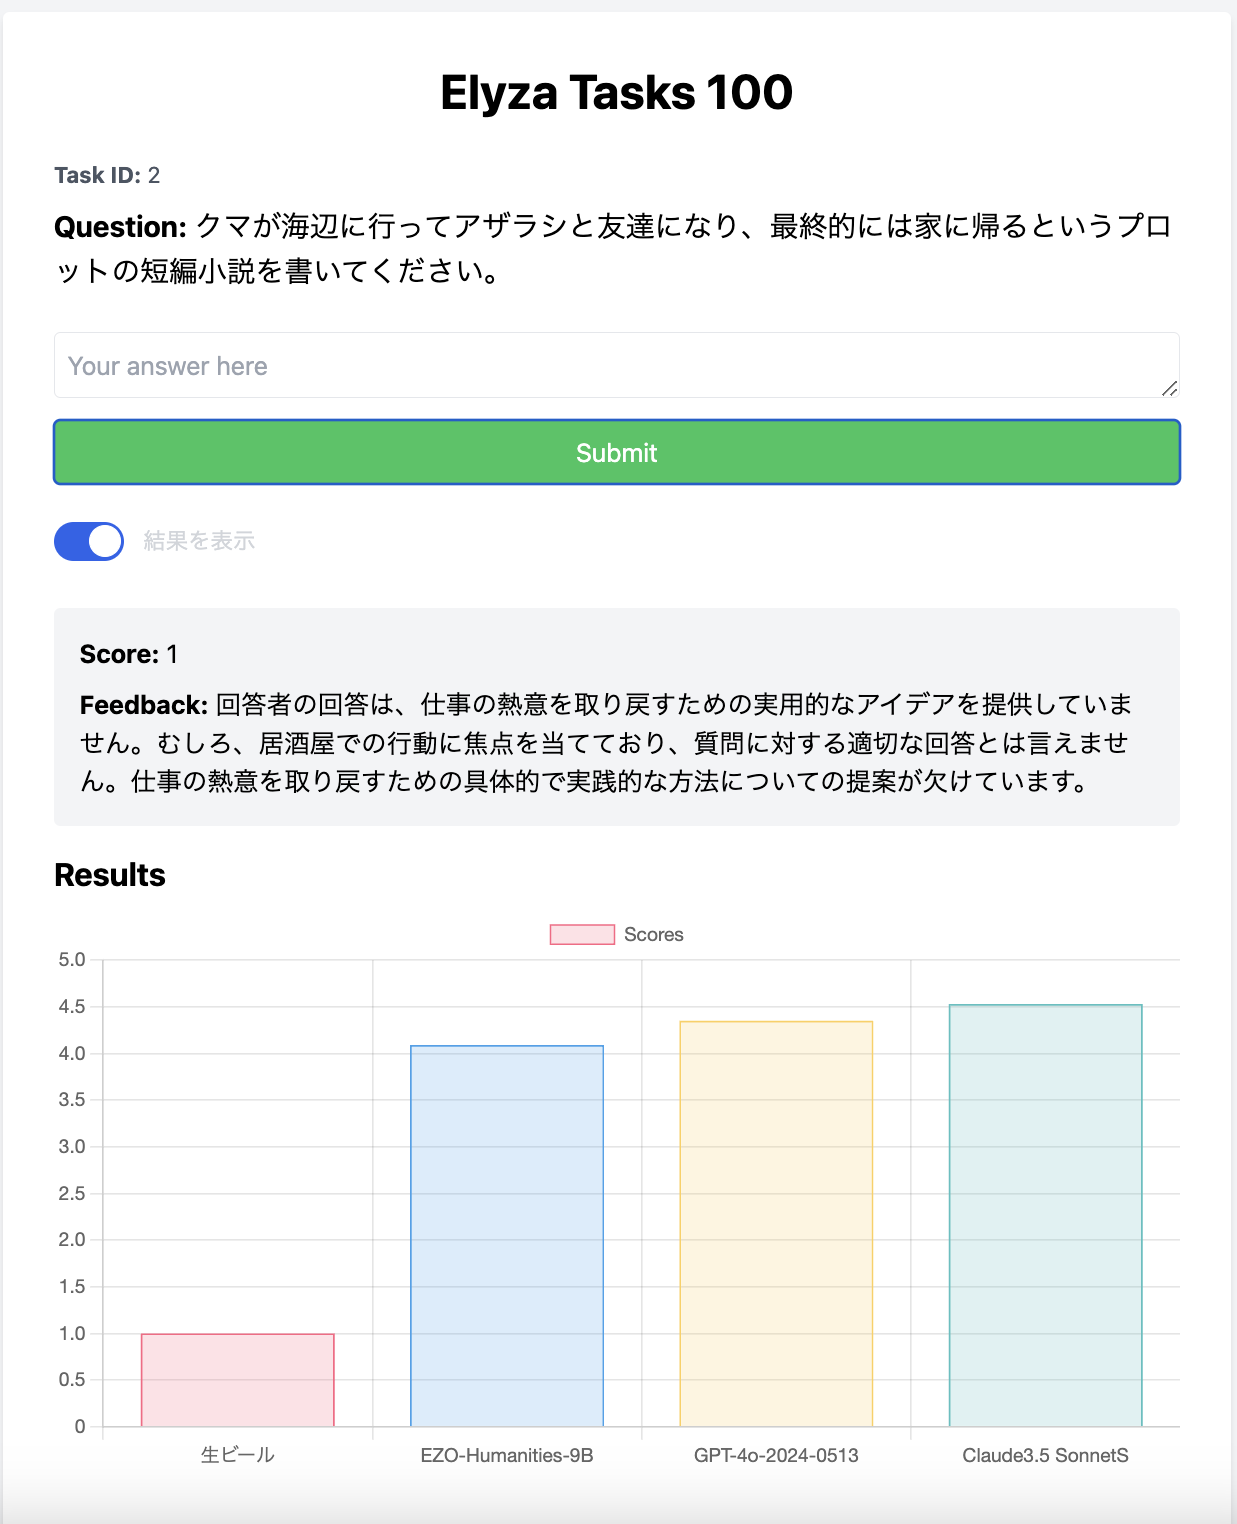 Elyza Tasks 100
Task ID: 2
Question: クマが海辺に行ってアザラシと友達になり、最終的には家に帰るというプロ
ットの短編小説を書いてください。
Your answer here
Submit
結果を表示
Score: 1
Feedback: 回答者の回答は、仕事の熱意を取り戻すための実用的なアイデアを提供していま
せん。むしろ、居酒屋での行動に焦点を当てており、質問に対する適切な回答とは言えませ
ん。仕事の熱意を取り戻すための具体的で実践的な方法についての提案が欠けています。
Results
Scores
5.0
4.5
4.0
3.5
3.0
2.5
2.0
1.5
1.0
0.5
0
生ビール
EZO-Humanities-9B
GPT-4o-2024-0513
Claude3.5 SonnetS